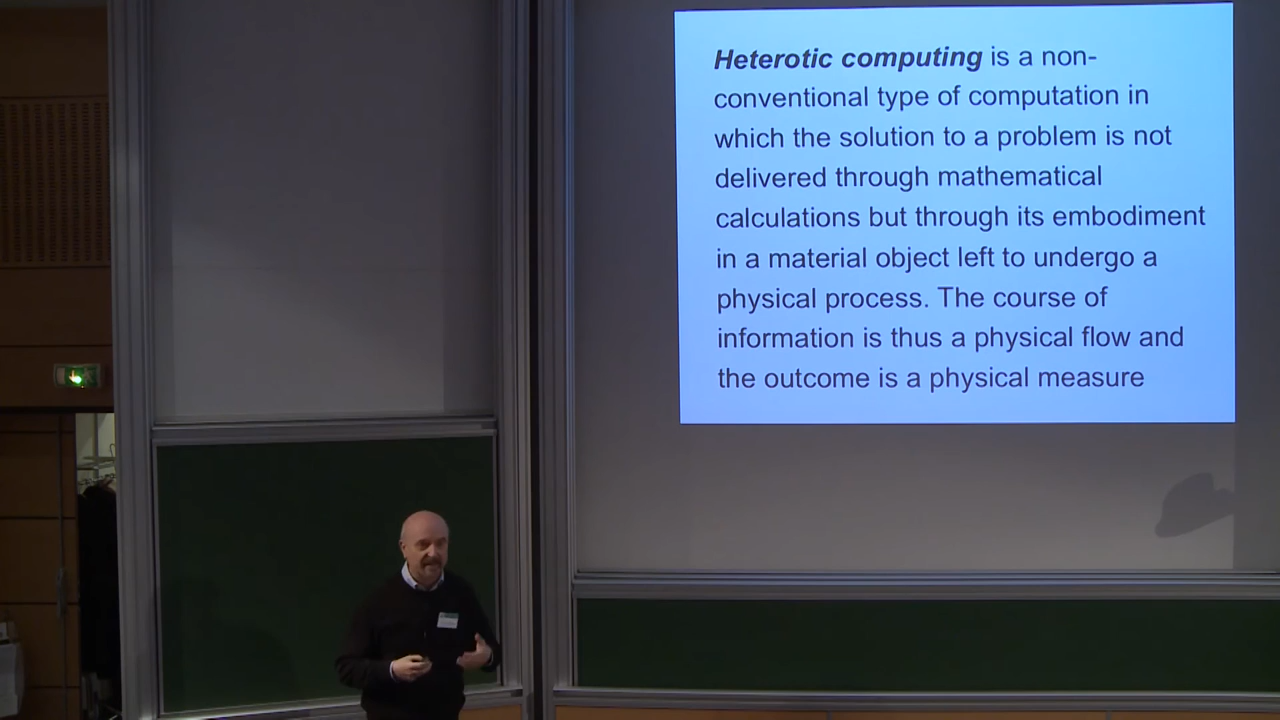 Heterotic computing is a non-
conventional type of computation in
which the solution to a problem is not
delivered through mathematical
calculations but through its embodiment
in a material object left to undergo a
physical process. The course of
information is thus a physical flow and
the outcome is a physical measure